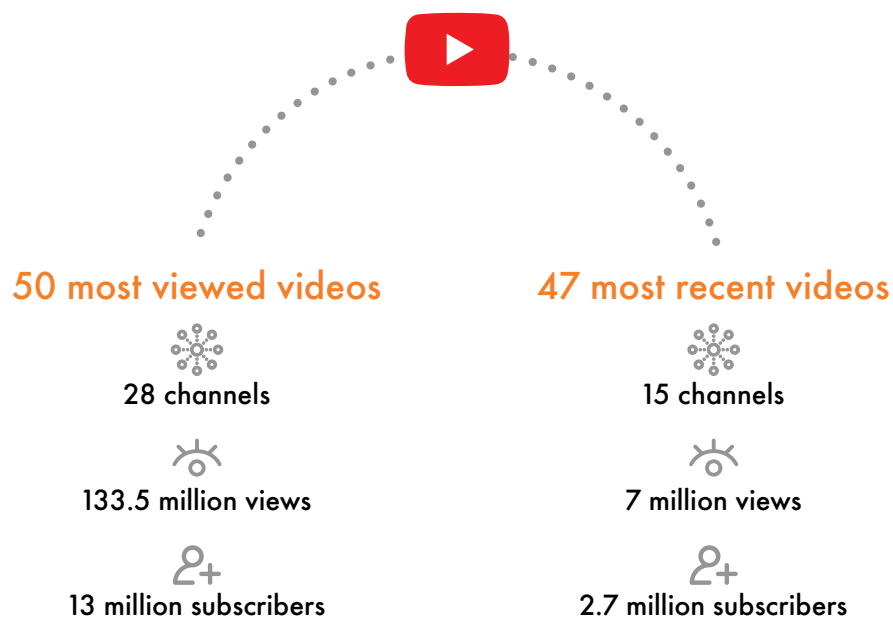 50 most viewed videos
28 channels
133.5 million views
13 million subscribers
47 most recent videos
15 channels
7 million views
2.7 million subscribers